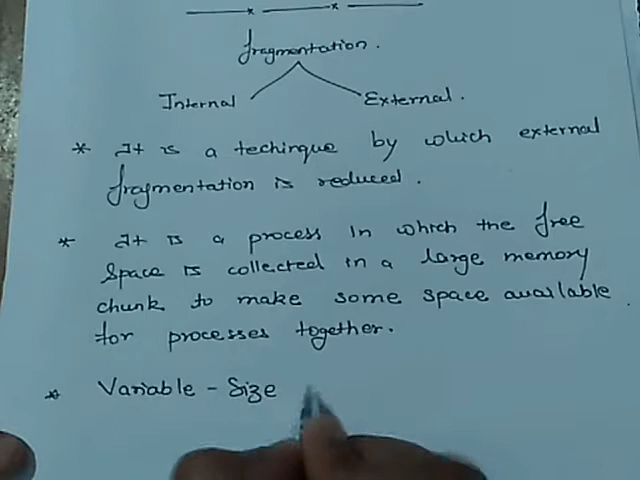 fragmentation.
Internal External.
* It is a techinque by which external
fragmentation is reduced.
* It is a process in which the free
space is collected in a large memory
chunk to make some space available
for processes together.
* Variable - Size